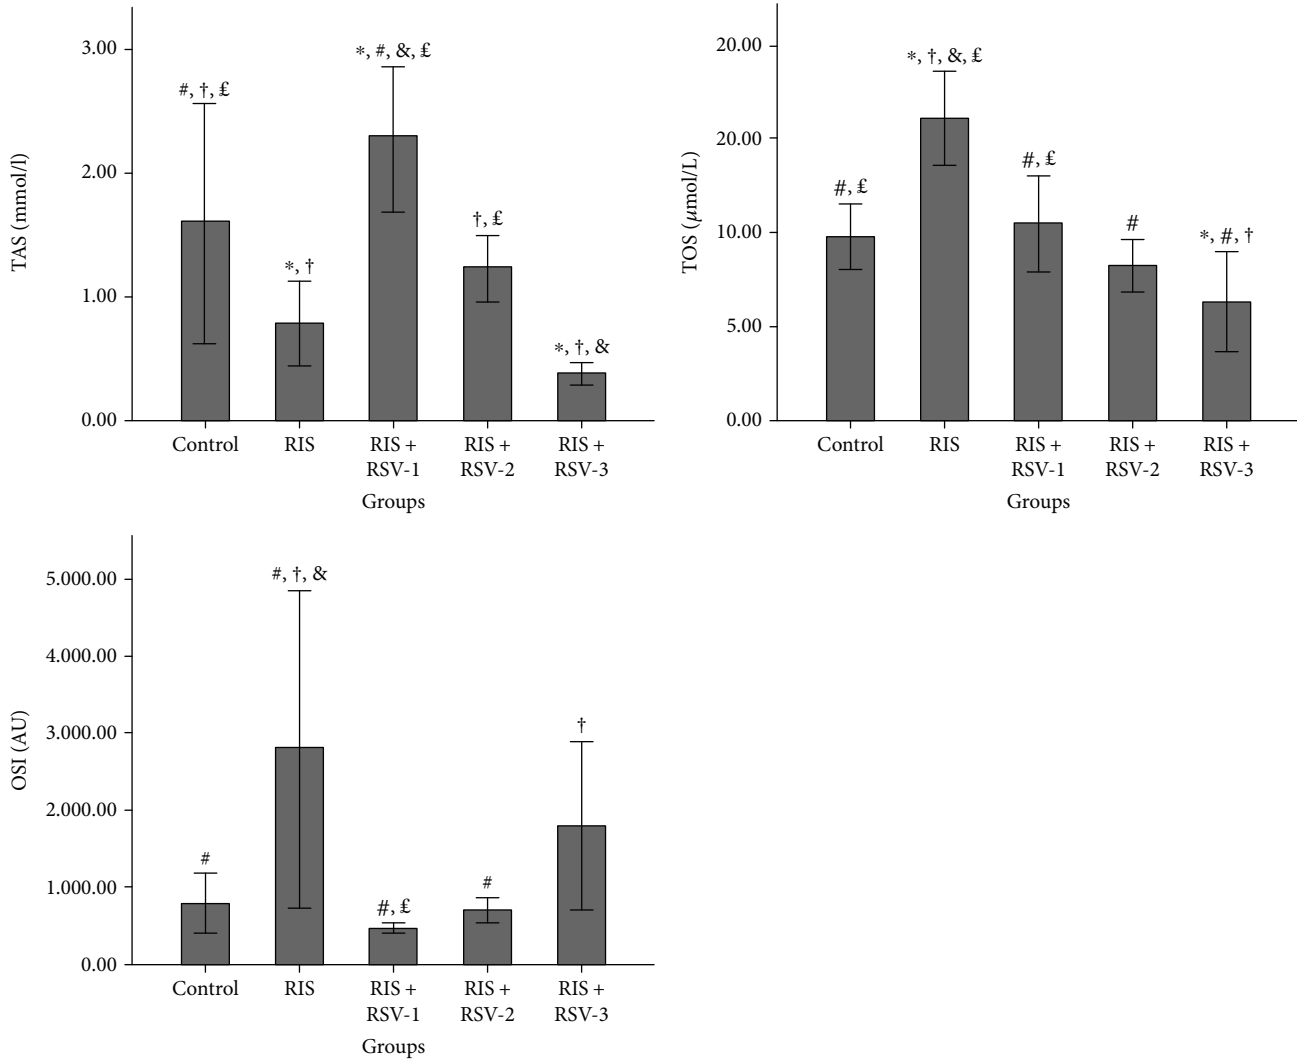 TAS (mmol/l)
3.00
2.00
1.00
0.00
#, †, ₤
*, †
*, #, &, ₤
†, ₤
*, †, &
Control
RIS
RIS +
RSV-1
RIS +
RSV-2
RIS +
RSV-3
Groups
TOS (µmol/L)
20.00
20.00
10.00
5.00
0.00
#, ₤
*, †, &, ₤
#, ₤
#
*, #, †
Control
RIS
RIS +
RSV-1
RIS +
RSV-2
RIS +
RSV-3
Groups
OSI (AU)
5.000.00
4.000.00
3.000.00
2.000.00
1.000.00
0.00
#
#, †, &
#, ₤
#
†
Control
RIS
RIS +
RSV-1
RIS +
RSV-2
RIS +
RSV-3
Groups